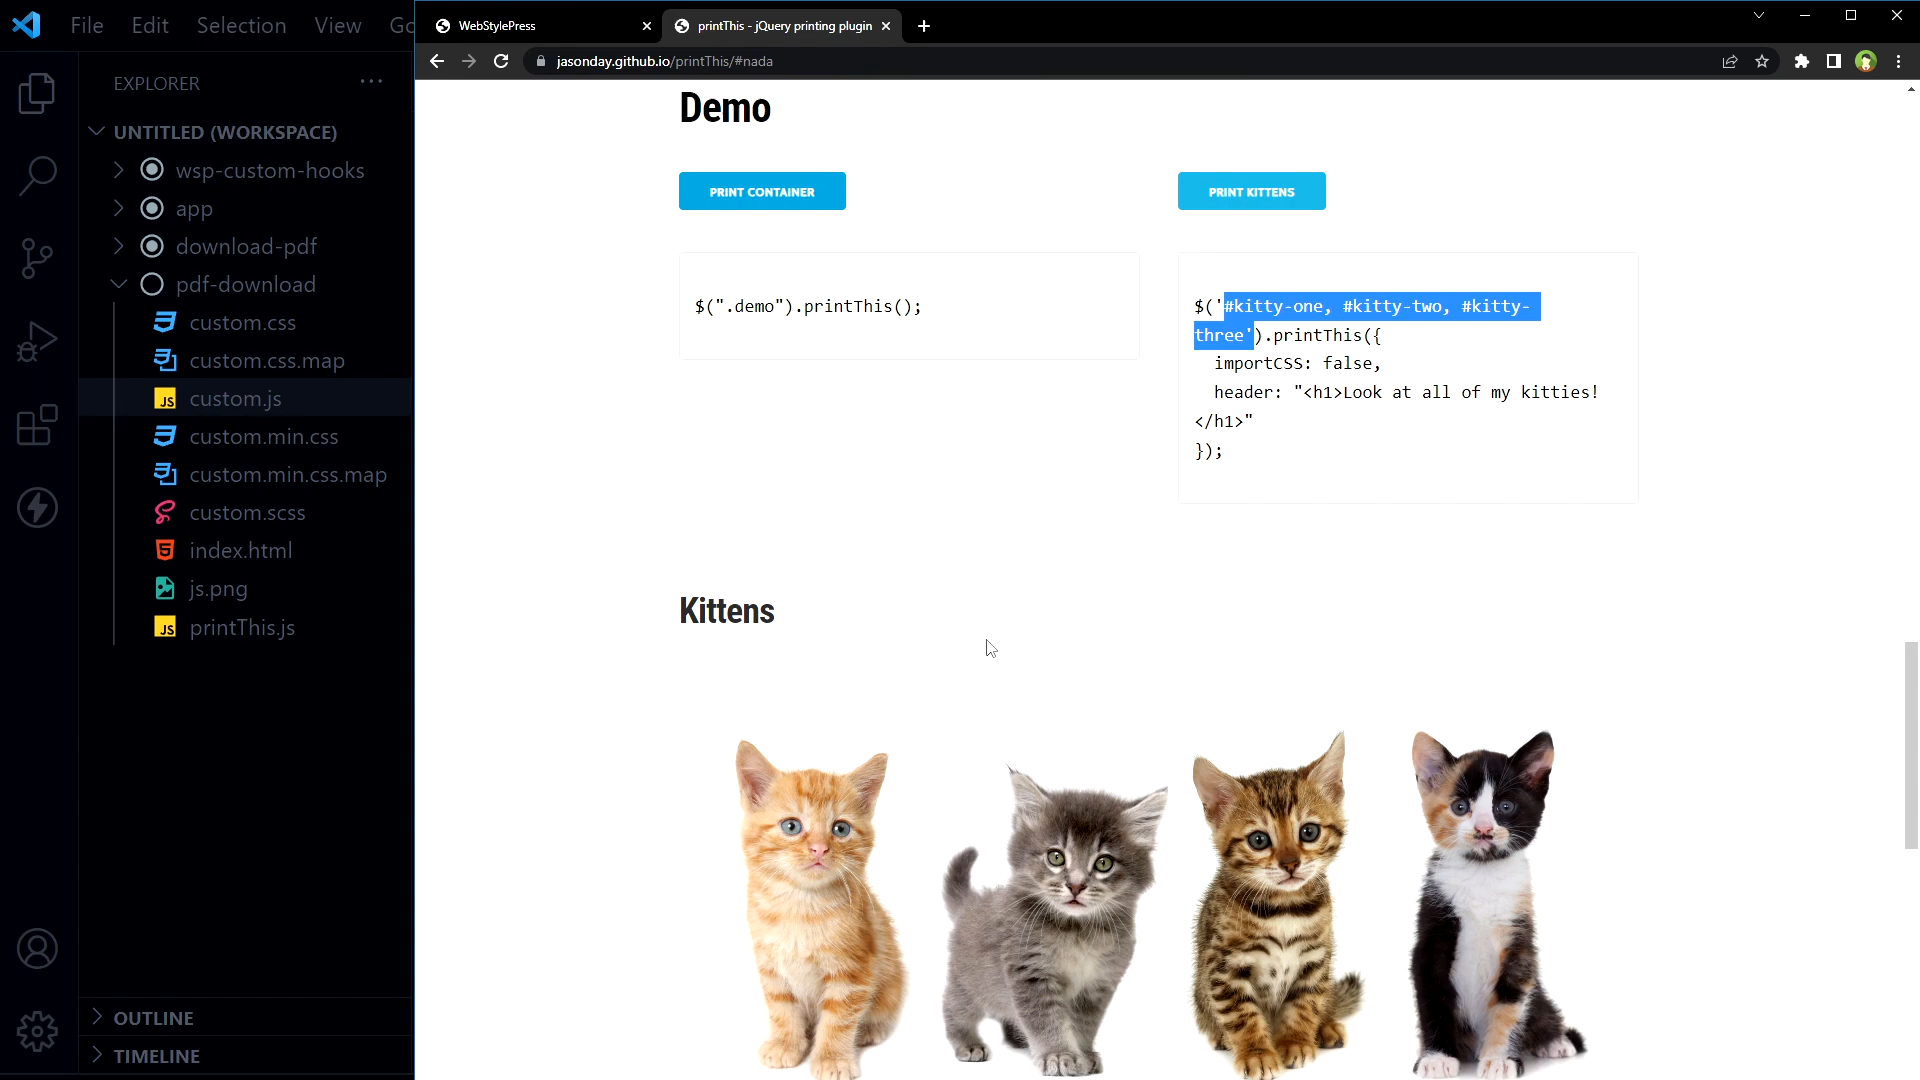 File Edit Selection View Go
EXPLORER
UNTITLED (WORKSPACE)
wsp-custom-hooks
app
download-pdf
pdf-download
custom.css
custom.css.map
JS custom.js
custom.min.css
custom.min.css.map
custom.scss
index.html
js.png
JS printThis.js
OUTLINE
TIMELINE
WebStylePress
printThis - jQuery printing plugin
jasonday.github.io/printThis/#nada
Demo
PRINT CONTAINER
PRINT KITTENS
$(".demo").printThis();
$('#kitty-one, #kitty-two, #kitty-
three').printThis({
importCSS: false,
header: "<h1>Look at all of my kitties!
</h1>"
});
Kittens